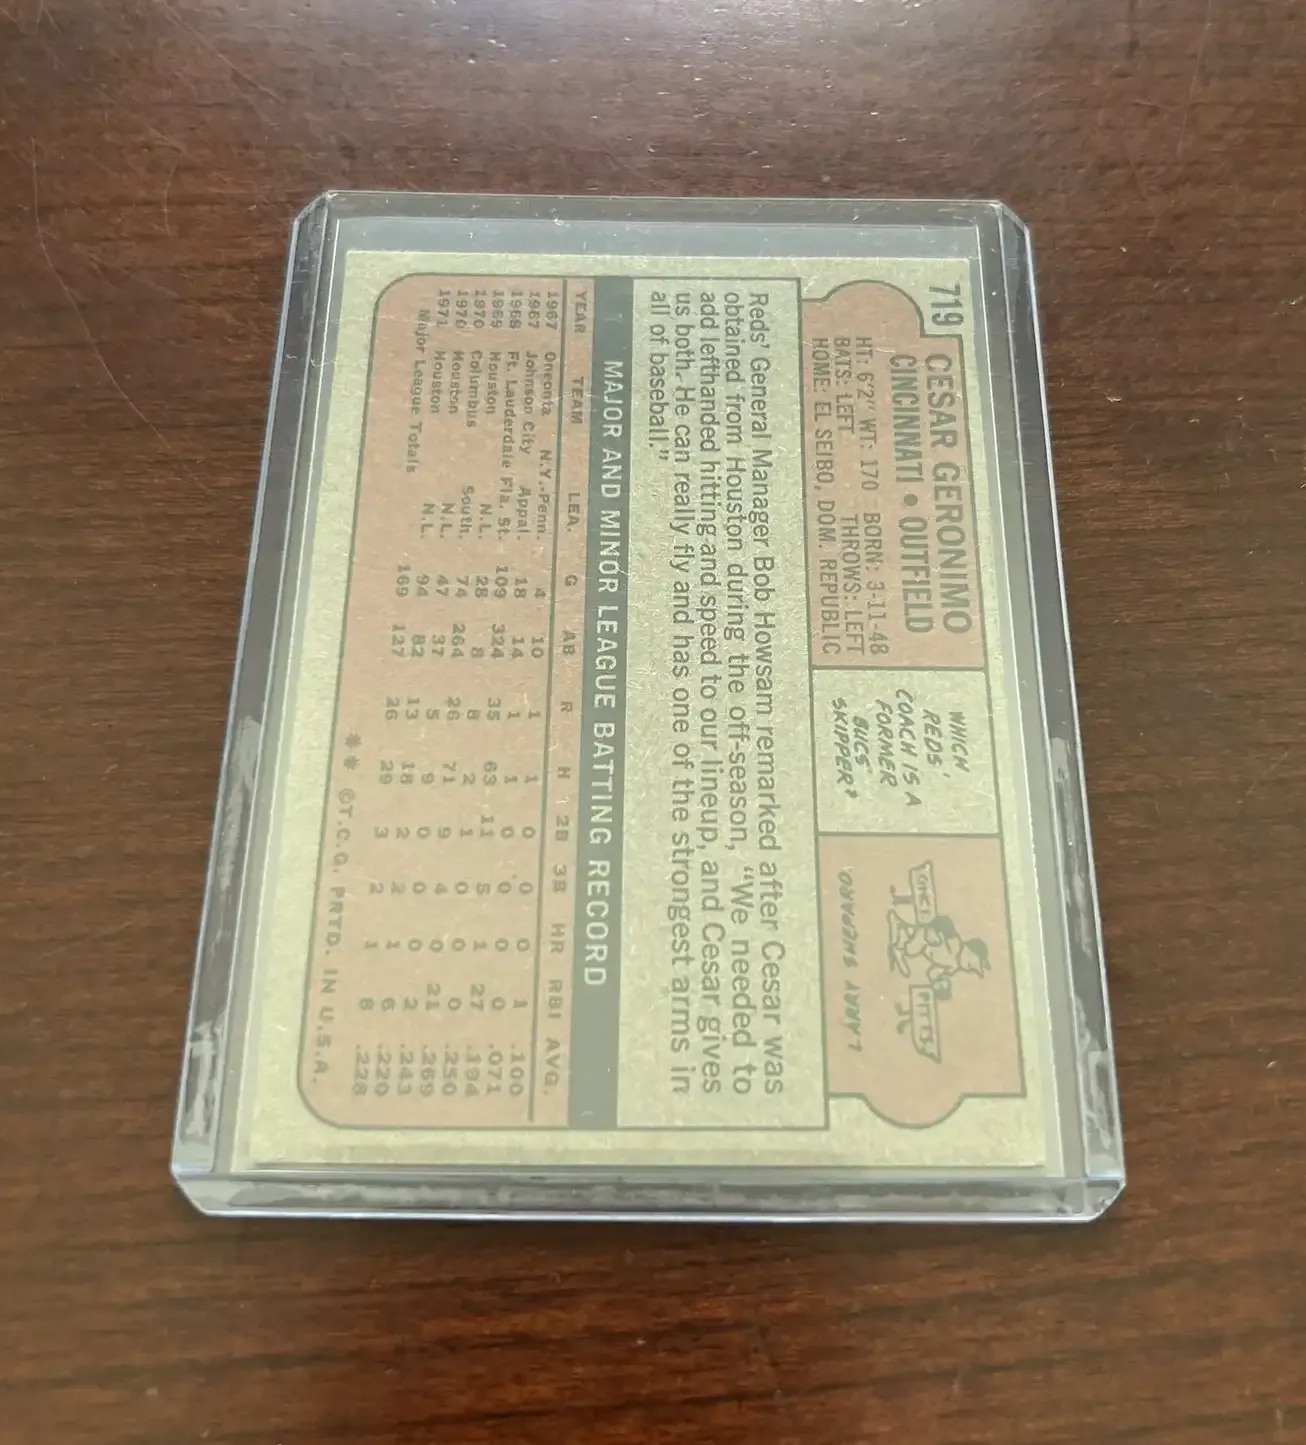 719
CESAR GERONIMO
CINCINNATI • OUTFIELD
HT: 6'2" WT: 170 BORN: 3-11-48
BATS: LEFT THROWS: LEFT
HOME: EL SEIBO, DOM. REPUBLIC
WHICH
REDS'
COACH IS A
FORMER
BUCS'
SKIPPER?
CINCI
PITTS
LARRY SHEPARD.
Reds' General Manager Bob Howsam remarked after Cesar was
obtained from Houston during the off-season, "We needed to
add lefthanded hitting and speed to our lineup, and Cesar gives
us both. He can really fly and has one of the strongest arms in
all of baseball."
MAJOR AND MINOR LEAGUE BATTING RECORD
YEAR TEAM LEA. G AB R H 2B 3B HR RBI AVG.
1967 Oneonta N.Y.-Penn. 4 10 1 1 0 0 0 1 .100
1967 Johnson City Appal. 18 14 1 1 0 0 0 0 .071
1968 Ft. Lauderdale Fla. St. 109 324 35 63 11 5 1 27 .194
1969 Houston N.L. 28 8 8 2 1 0 0 0 .250
1970 Columbus South. 74 264 26 71 9 4 0 21 .269
1970 Houston N.L. 47 37 5 9 0 0 0 2 .243
1971 Houston N.L. 94 82 13 18 2 2 1 6 .220
Major League Totals 169 127 26 29 3 2 1 8 .228
** ©T.C.G. PRTD. IN U.S.A.